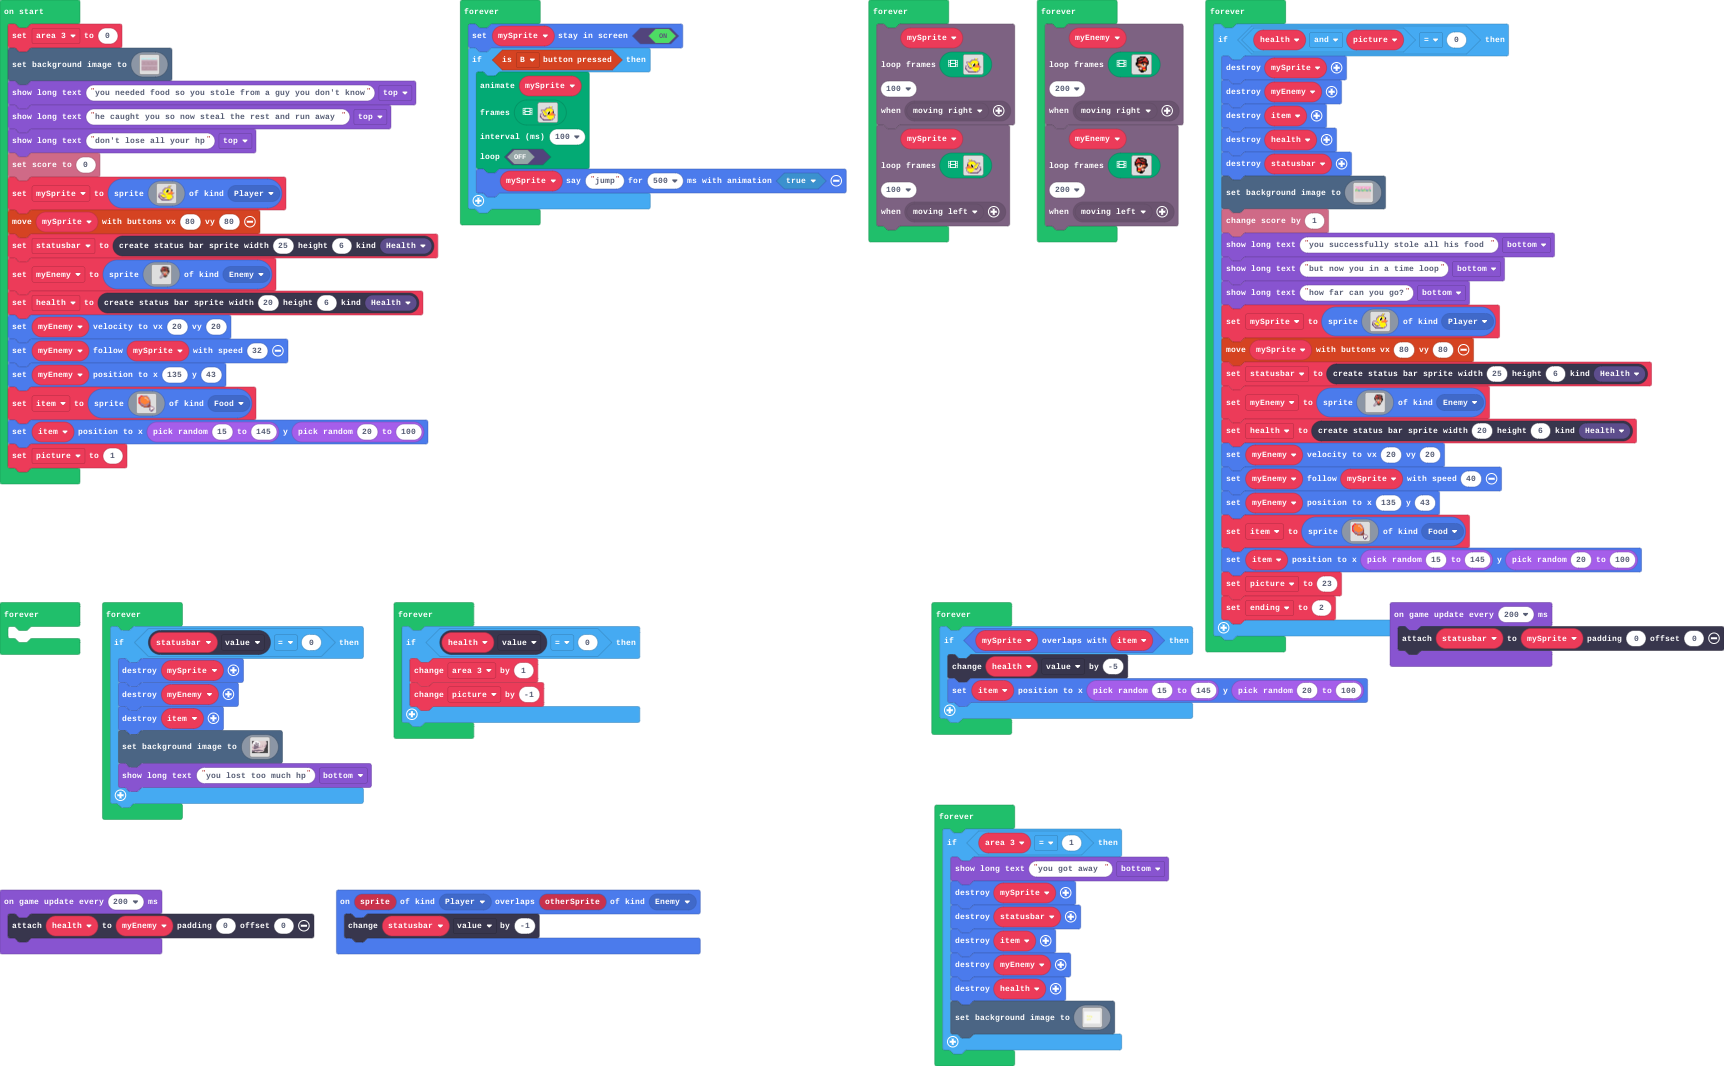 on start
set area 3 to 0
set background image to
show long text "you needed food so you stole from a guy you don't know" top
show long text "he caught you so now steal the rest and run away " top
show long text "don't lose all your hp" top
set score to 0
set mySprite to sprite of kind Player
move mySprite with buttons vx 80 vy 80
set statusbar to create status bar sprite width 25 height 6 kind Health
set myEnemy to sprite of kind Enemy
set health to create status bar sprite width 20 height 6 kind Health
set myEnemy velocity to vx 20 vy 20
set myEnemy follow mySprite with speed 32
set myEnemy position to x 135 y 43
set item to sprite of kind Food
set item position to x pick random 15 to 145 y pick random 20 to 100
set picture to 1
forever
set mySprite stay in screen ON
if is B button pressed then
animate mySprite
frames
interval (ms) 100
loop OFF
mySprite say "jump" for 500 ms with animation true
forever
mySprite
loop frames
100
when moving right
mySprite
loop frames
100
when moving left
forever
myEnemy
loop frames
200
when moving right
myEnemy
loop frames
200
when moving left
forever
if health and picture = 0 then
destroy mySprite
destroy myEnemy
destroy item
destroy health
destroy statusbar
set background image to
change score by 1
show long text "you successfully stole all his food " bottom
show long text "but now you in a time loop" bottom
show long text "how far can you go?" bottom
set mySprite to sprite of kind Player
move mySprite with buttons vx 80 vy 80
set statusbar to create status bar sprite width 25 height 6 kind Health
set myEnemy to sprite of kind Enemy
set health to create status bar sprite width 20 height 6 kind Health
set myEnemy velocity to vx 20 vy 20
set myEnemy follow mySprite with speed 40
set myEnemy position to x 135 y 43
set item to sprite of kind Food
set item position to x pick random 15 to 145 y pick random 20 to 100
set picture to 23
set ending to 2
forever
forever
if statusbar value = 0 then
destroy mySprite
destroy myEnemy
destroy item
set background image to
show long text "you lost too much hp" bottom
forever
if health value = 0 then
change area 3 by 1
change picture by -1
forever
if mySprite overlaps with item then
change health value by -5
set item position to x pick random 15 to 145 y pick random 20 to 100
on game update every 200 ms
attach statusbar to mySprite padding 0 offset 0
on game update every 200 ms
attach health to myEnemy padding 0 offset 0
on sprite of kind Player overlaps otherSprite of kind Enemy
change statusbar value by -1
forever
if area 3 = 1 then
show long text "you got away " bottom
destroy mySprite
destroy statusbar
destroy item
destroy myEnemy
destroy health
set background image to